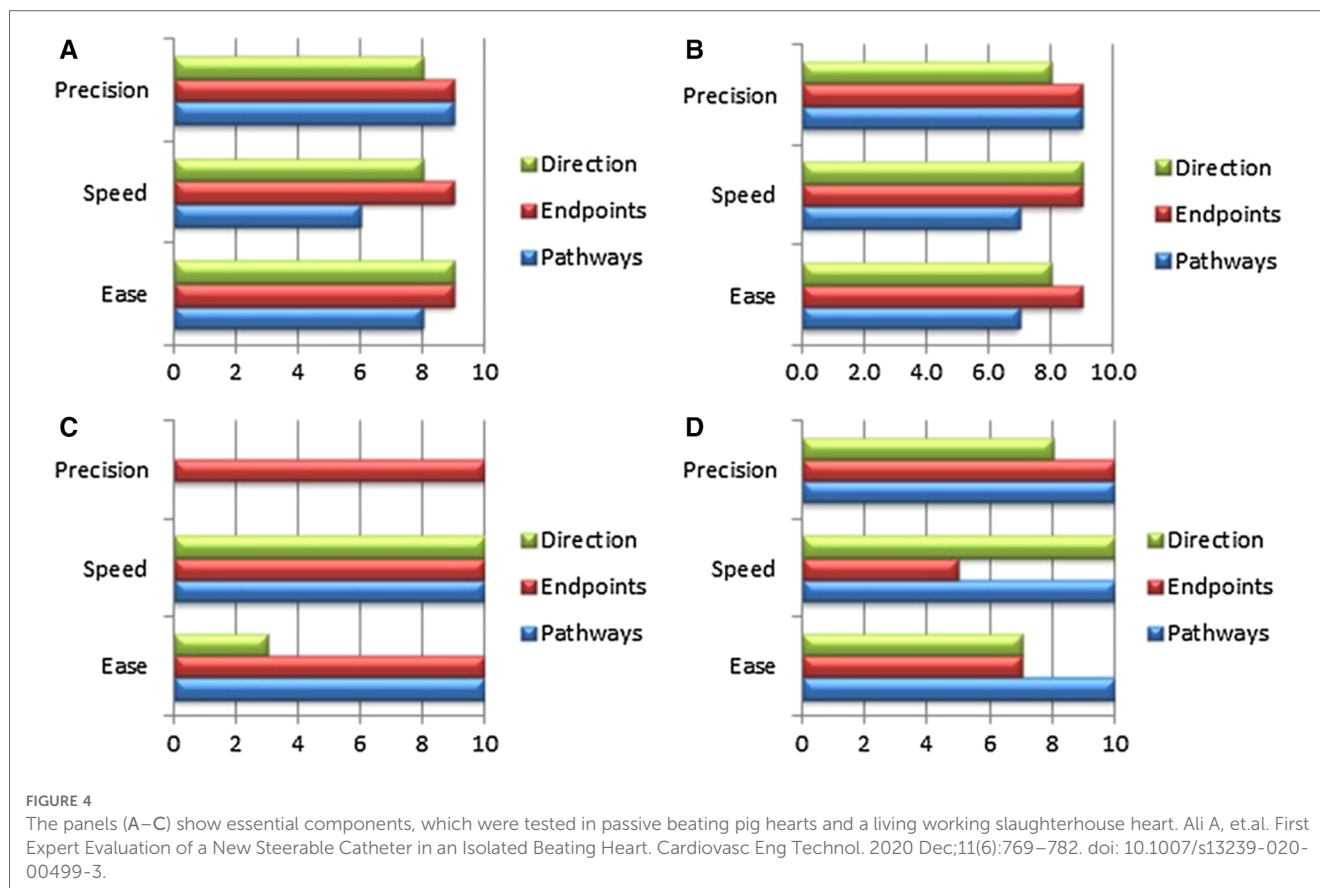 A
Precision
Speed
Ease
0 2 4 6 8 10
Direction
Endpoints
Pathways
B
Precision
Speed
Ease
0.0 2.0 4.0 6.0 8.0 10.0
Direction
Endpoints
Pathways
C
Precision
Speed
Ease
0 2 4 6 8 10
Direction
Endpoints
Pathways
D
Precision
Speed
Ease
0 2 4 6 8 10
Direction
Endpoints
Pathways
FIGURE 4
The panels (A–C) show essential components, which were tested in passive beating pig hearts and a living working slaughterhouse heart. Ali A, et.al. First
Expert Evaluation of a New Steerable Catheter in an Isolated Beating Heart. Cardiovasc Eng Technol. 2020 Dec;11(6):769–782. doi: 10.1007/s13239-020-
00499-3.